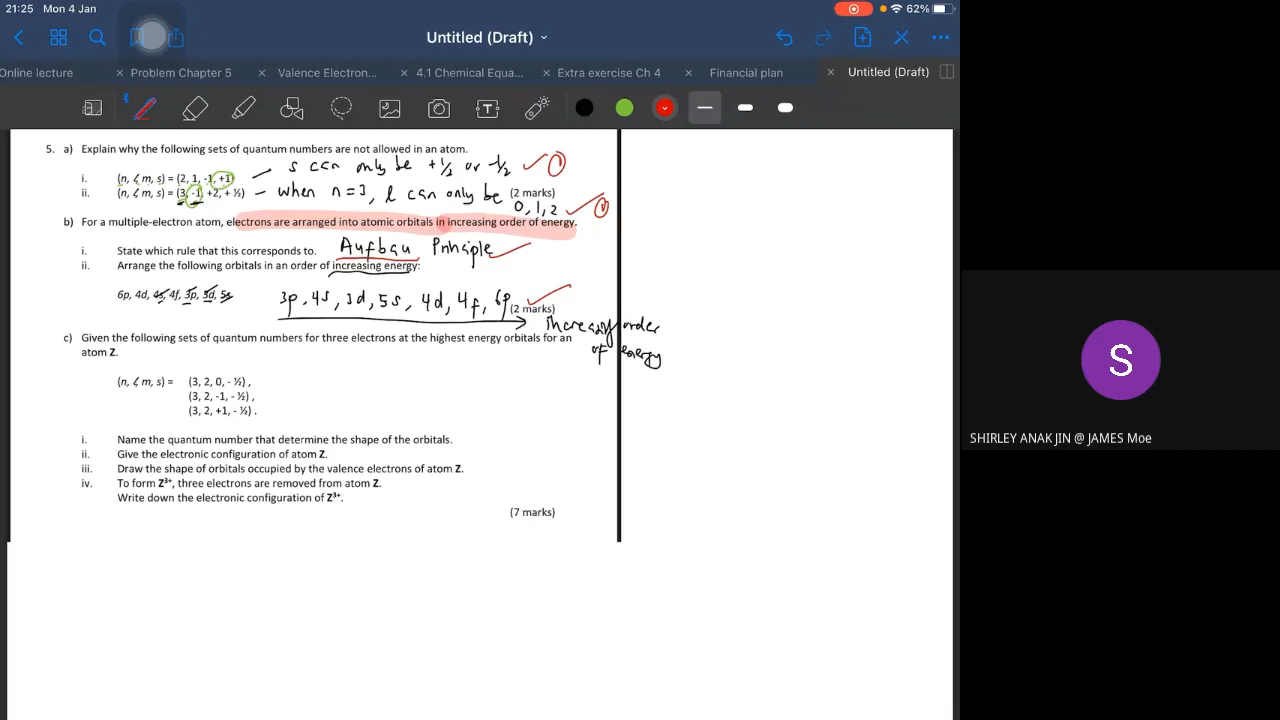 21:25 Mon 4 Jan 62%
Untitled (Draft)
Online lecture Problem Chapter 5 Valence Electron... 4.1 Chemical Equa... Extra exercise Ch 4 Financial plan Untitled (Draft)
5. a) Explain why the following sets of quantum numbers are not allowed in an atom.
s can only be +½ or -½ ①
i. (n, ℓ, m, s) = (2, 1, -1, +1)
ii. (n, ℓ, m, s) = (3, -1, +2, + ½) – when n=3, l can only be (2 marks)
0, 1, 2 ①
b) For a multiple-electron atom, electrons are arranged into atomic orbitals in increasing order of energy.
i. State which rule that this corresponds to. Aufbau Priniple
ii. Arrange the following orbitals in an order of increasing energy:
6p, 4d, 4s, 4f, 3p, 3d, 5s 3p, 4s, 3d, 5s, 4d, 4f, 6p (2 marks)
increasing order
of energy
c) Given the following sets of quantum numbers for three electrons at the highest energy orbitals for an
atom Z.
(n, ℓ, m, s) = (3, 2, 0, - ½) ,
(3, 2, -1, - ½) ,
(3, 2, +1, - ½) .
i. Name the quantum number that determine the shape of the orbitals.
ii. Give the electronic configuration of atom Z.
iii. Draw the shape of orbitals occupied by the valence electrons of atom Z.
iv. To form Z³⁺, three electrons are removed from atom Z.
Write down the electronic configuration of Z³⁺.
(7 marks)
S
SHIRLEY ANAK JIN @ JAMES Moe